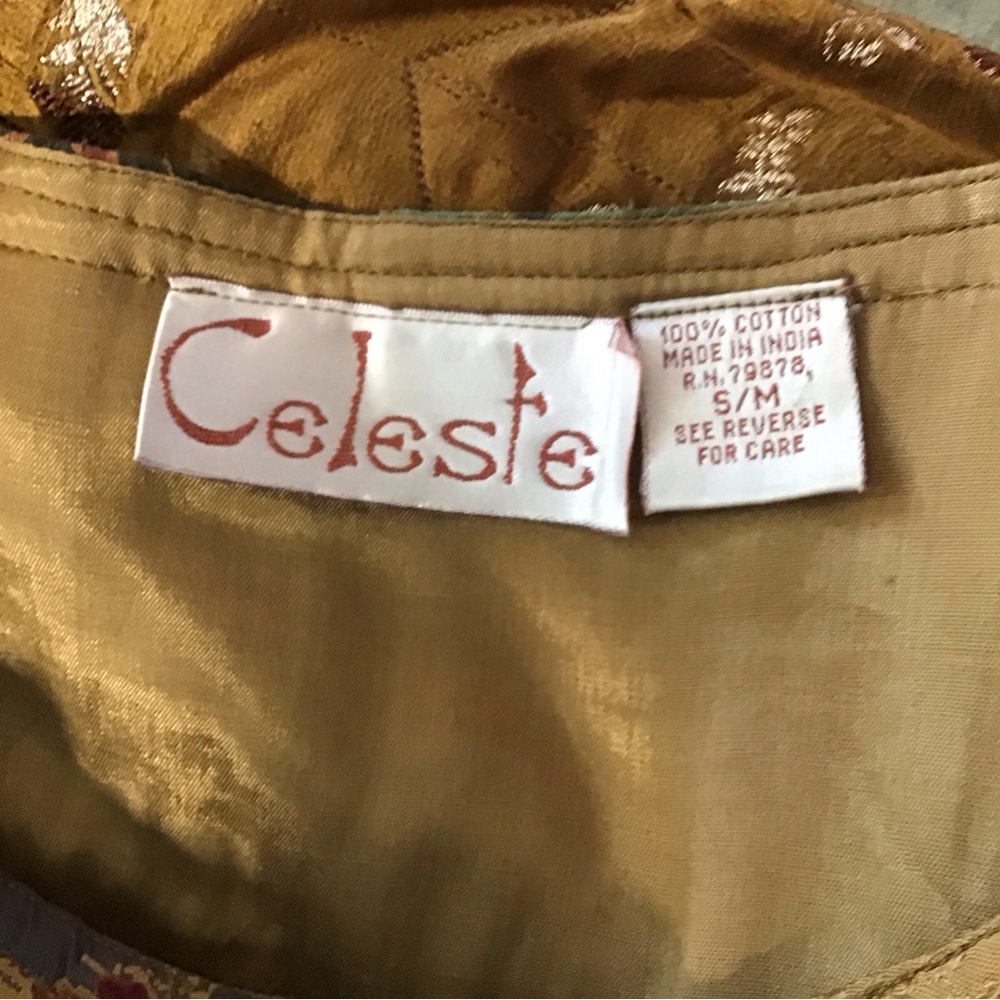 Celeste
100% COTTON
MADE IN INDIA
R.N. 79878,
S/M
SEE REVERSE
FOR CARE